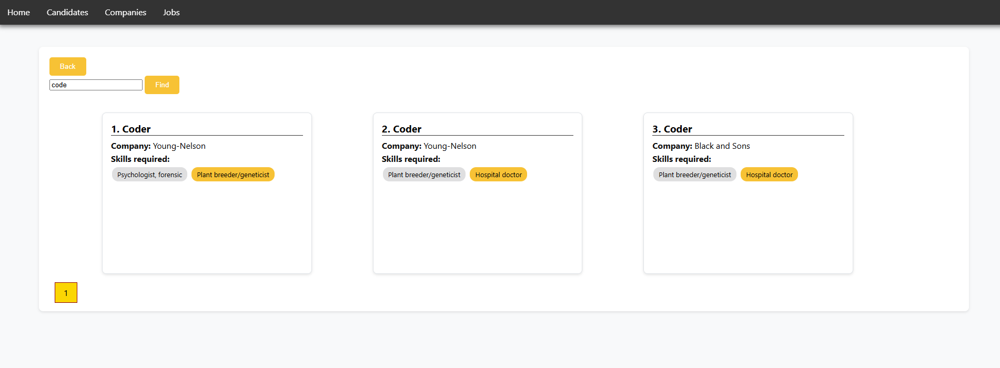 Home Candidates Companies Jobs
Back
code Find
1. Coder
Company: Young-Nelson
Skills required:
Psychologist, forensic Plant breeder/geneticist
2. Coder
Company: Young-Nelson
Skills required:
Plant breeder/geneticist Hospital doctor
3. Coder
Company: Black and Sons
Skills required:
Plant breeder/geneticist Hospital doctor
1